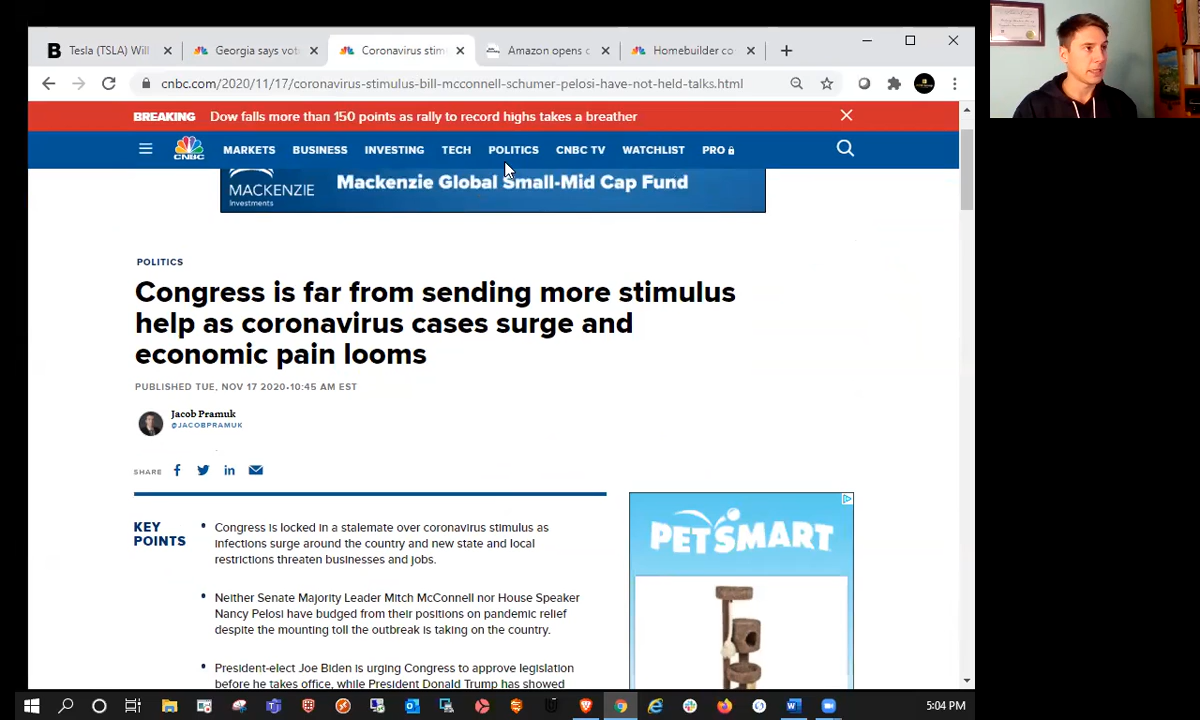 Tesla (TSLA) Will
Georgia says vot
Coronavirus stim
Amazon opens c
Homebuilder co
cnbc.com/2020/11/17/coronavirus-stimulus-bill-mcconnell-schumer-pelosi-have-not-held-talks.html
BREAKING Dow falls more than 150 points as rally to record highs takes a breather
CNBC
MARKETS BUSINESS INVESTING TECH POLITICS CNBC TV WATCHLIST PRO
MACKENZIE
Investments
Mackenzie Global Small-Mid Cap Fund
POLITICS
Congress is far from sending more stimulus
help as coronavirus cases surge and
economic pain looms
PUBLISHED TUE, NOV 17 2020•10:45 AM EST
Jacob Pramuk
@JACOBPRAMUK
SHARE
KEY
POINTS
Congress is locked in a stalemate over coronavirus stimulus as
infections surge around the country and new state and local
restrictions threaten businesses and jobs.
Neither Senate Majority Leader Mitch McConnell nor House Speaker
Nancy Pelosi have budged from their positions on pandemic relief
despite the mounting toll the outbreak is taking on the country.
President-elect Joe Biden is urging Congress to approve legislation
before he takes office, while President Donald Trump has showed
PETSMART
5:04 PM